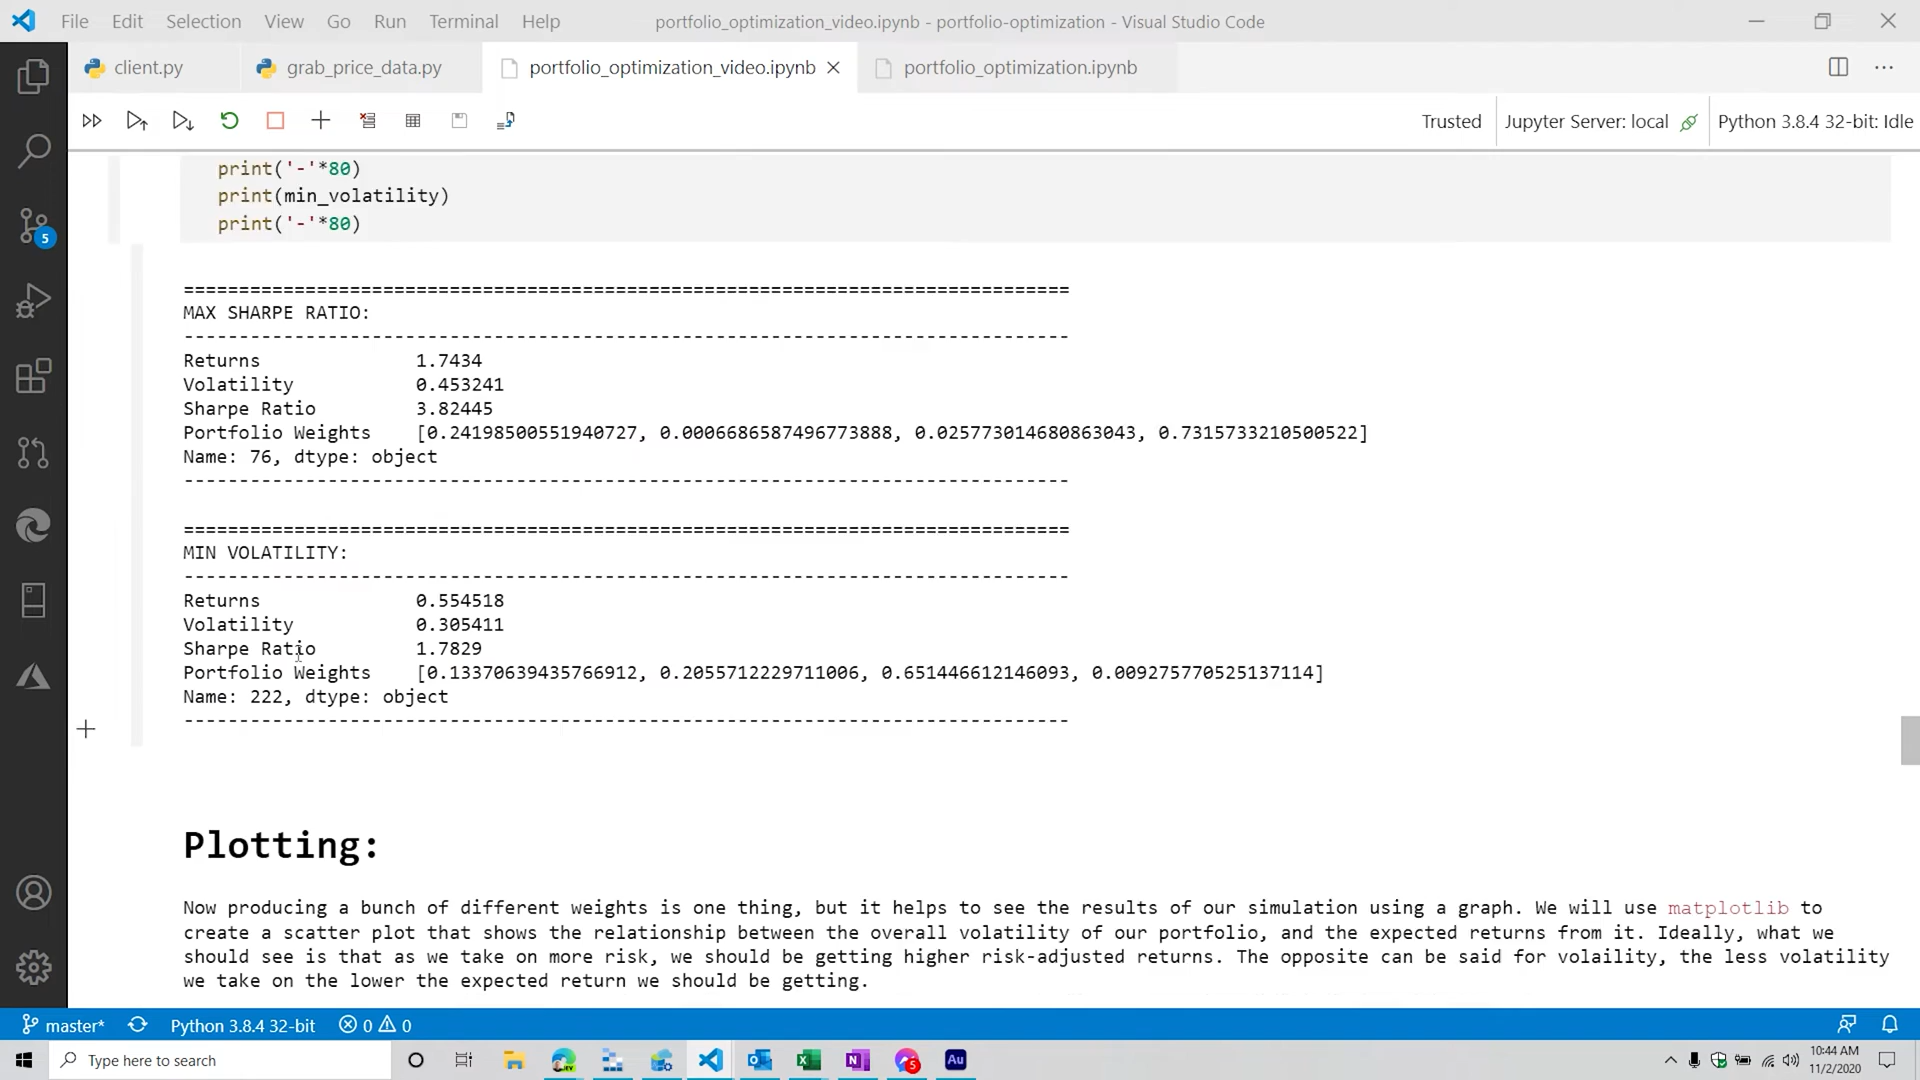 File Edit Selection View Go Run Terminal Help portfolio_optimization_video.ipynb - portfolio-optimization - Visual Studio Code
client.py grab_price_data.py portfolio_optimization_video.ipynb portfolio_optimization.ipynb
Trusted Jupyter Server: local Python 3.8.4 32-bit: Idle
print('-'*80)
print(min_volatility)
print('-'*80)
================================================================================
MAX SHARPE RATIO:
--------------------------------------------------------------------------------
Returns 1.7434
Volatility 0.453241
Sharpe Ratio 3.82445
Portfolio Weights [0.24198500551940727, 0.0006686587496773888, 0.025773014680863043, 0.7315733210500522]
Name: 76, dtype: object
--------------------------------------------------------------------------------
================================================================================
MIN VOLATILITY:
--------------------------------------------------------------------------------
Returns 0.554518
Volatility 0.305411
Sharpe Ratio 1.7829
Portfolio Weights [0.13370639435766912, 0.2055712229711006, 0.651446612146093, 0.009275770525137114]
Name: 222, dtype: object
--------------------------------------------------------------------------------
Plotting:
Now producing a bunch of different weights is one thing, but it helps to see the results of our simulation using a graph. We will use matplotlib to
create a scatter plot that shows the relationship between the overall volatility of our portfolio, and the expected returns from it. Ideally, what we
should see is that as we take on more risk, we should be getting higher risk-adjusted returns. The opposite can be said for volaility, the less volatility
we take on the lower the expected return we should be getting.
5
master* Python 3.8.4 32-bit 0 0
Type here to search
DEV
5
Au
10:44 AM
11/2/2020